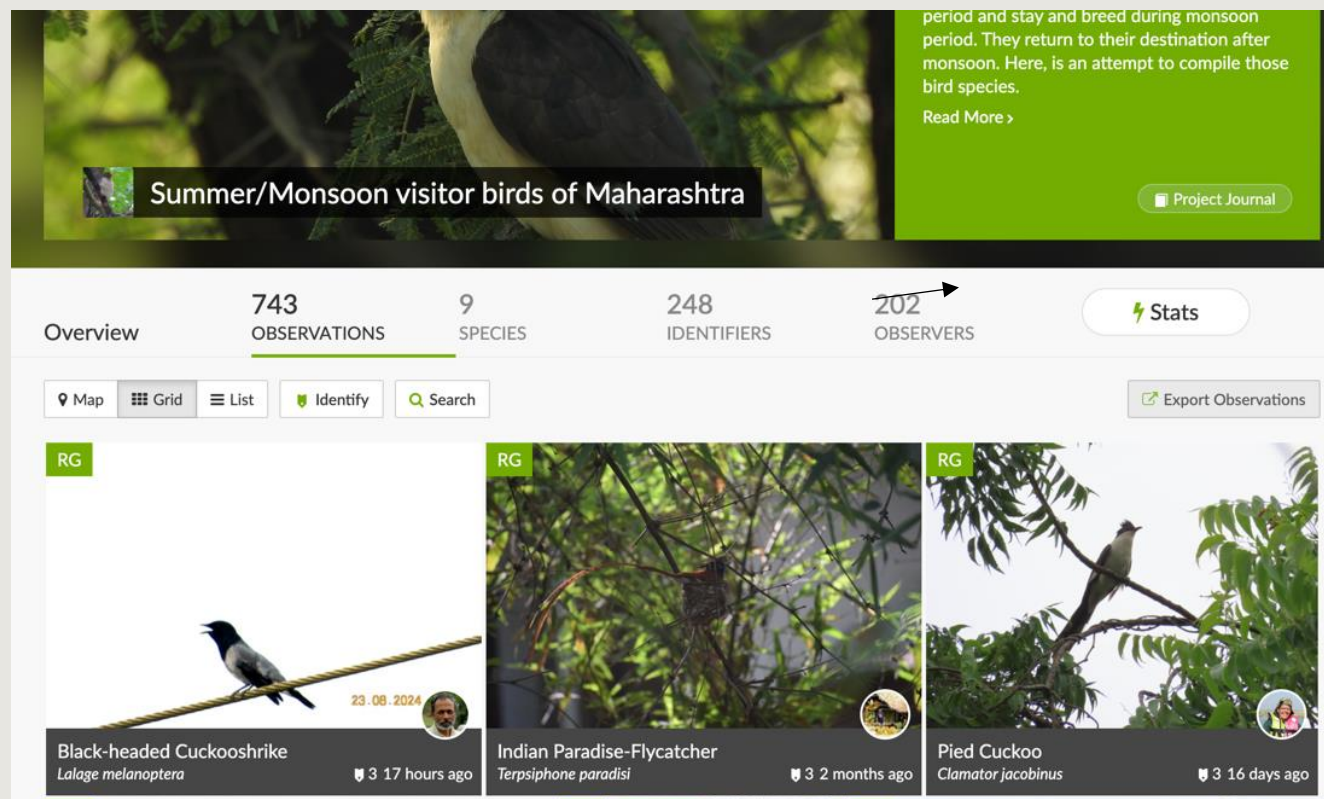 period and stay and breed during monsoon
period. They return to their destination after
monsoon. Here, is an attempt to compile those
bird species.
Read More ›
Summer/Monsoon visitor birds of Maharashtra
Project Journal
Overview
743
OBSERVATIONS
9
SPECIES
248
IDENTIFIERS
202
OBSERVERS
Stats
Map
Grid
List
Identify
Search
Export Observations
RG
RG
RG
23.08.2024
Black-headed Cuckooshrike
Lalage melanoptera
3 17 hours ago
Indian Paradise-Flycatcher
Terpsiphone paradisi
3 2 months ago
Pied Cuckoo
Clamator jacobinus
3 16 days ago